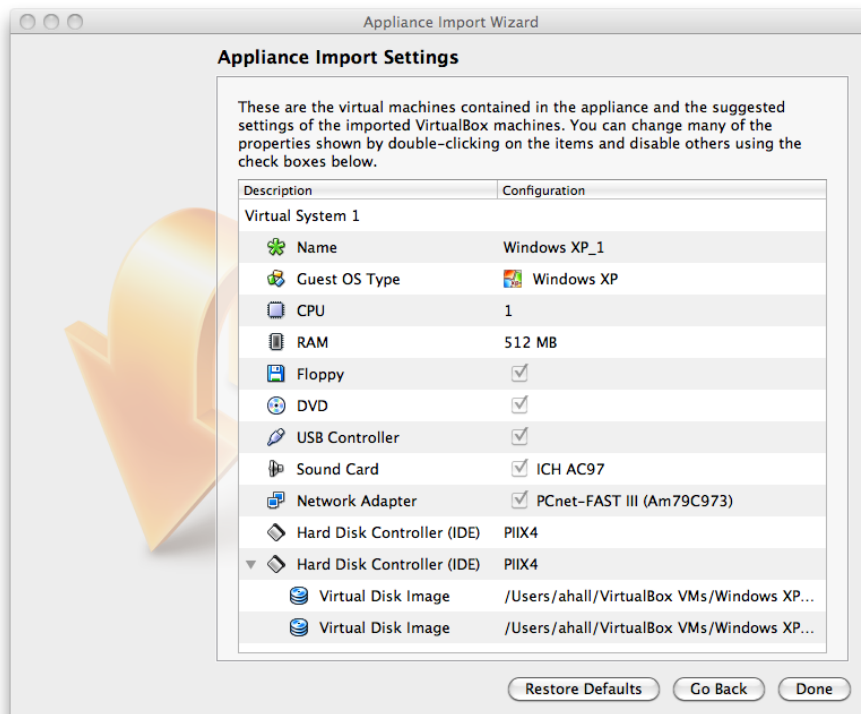 Appliance Import Wizard
Appliance Import Settings
These are the virtual machines contained in the appliance and the suggested
settings of the imported VirtualBox machines. You can change many of the
properties shown by double-clicking on the items and disable others using the
check boxes below.
Description Configuration
Virtual System 1
Name Windows XP_1
Guest OS Type Windows XP
CPU 1
RAM 512 MB
Floppy
DVD
USB Controller
Sound Card ICH AC97
Network Adapter PCnet-FAST III (Am79C973)
Hard Disk Controller (IDE) PIIX4
Hard Disk Controller (IDE) PIIX4
Virtual Disk Image /Users/ahall/VirtualBox VMs/Windows XP...
Virtual Disk Image /Users/ahall/VirtualBox VMs/Windows XP...
Restore Defaults Go Back Done